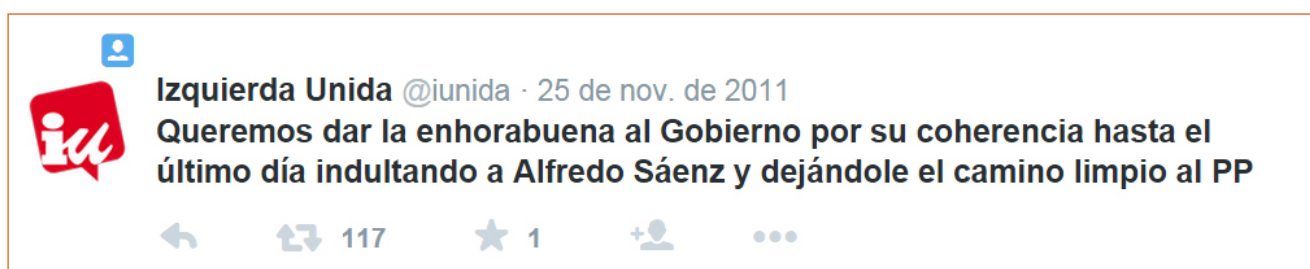 Izquierda Unida @iunida · 25 de nov. de 2011
iu
Queremos dar la enhorabuena al Gobierno por su coherencia hasta el
último día indultando a Alfredo Sáenz y dejándole el camino limpio al PP
117 1